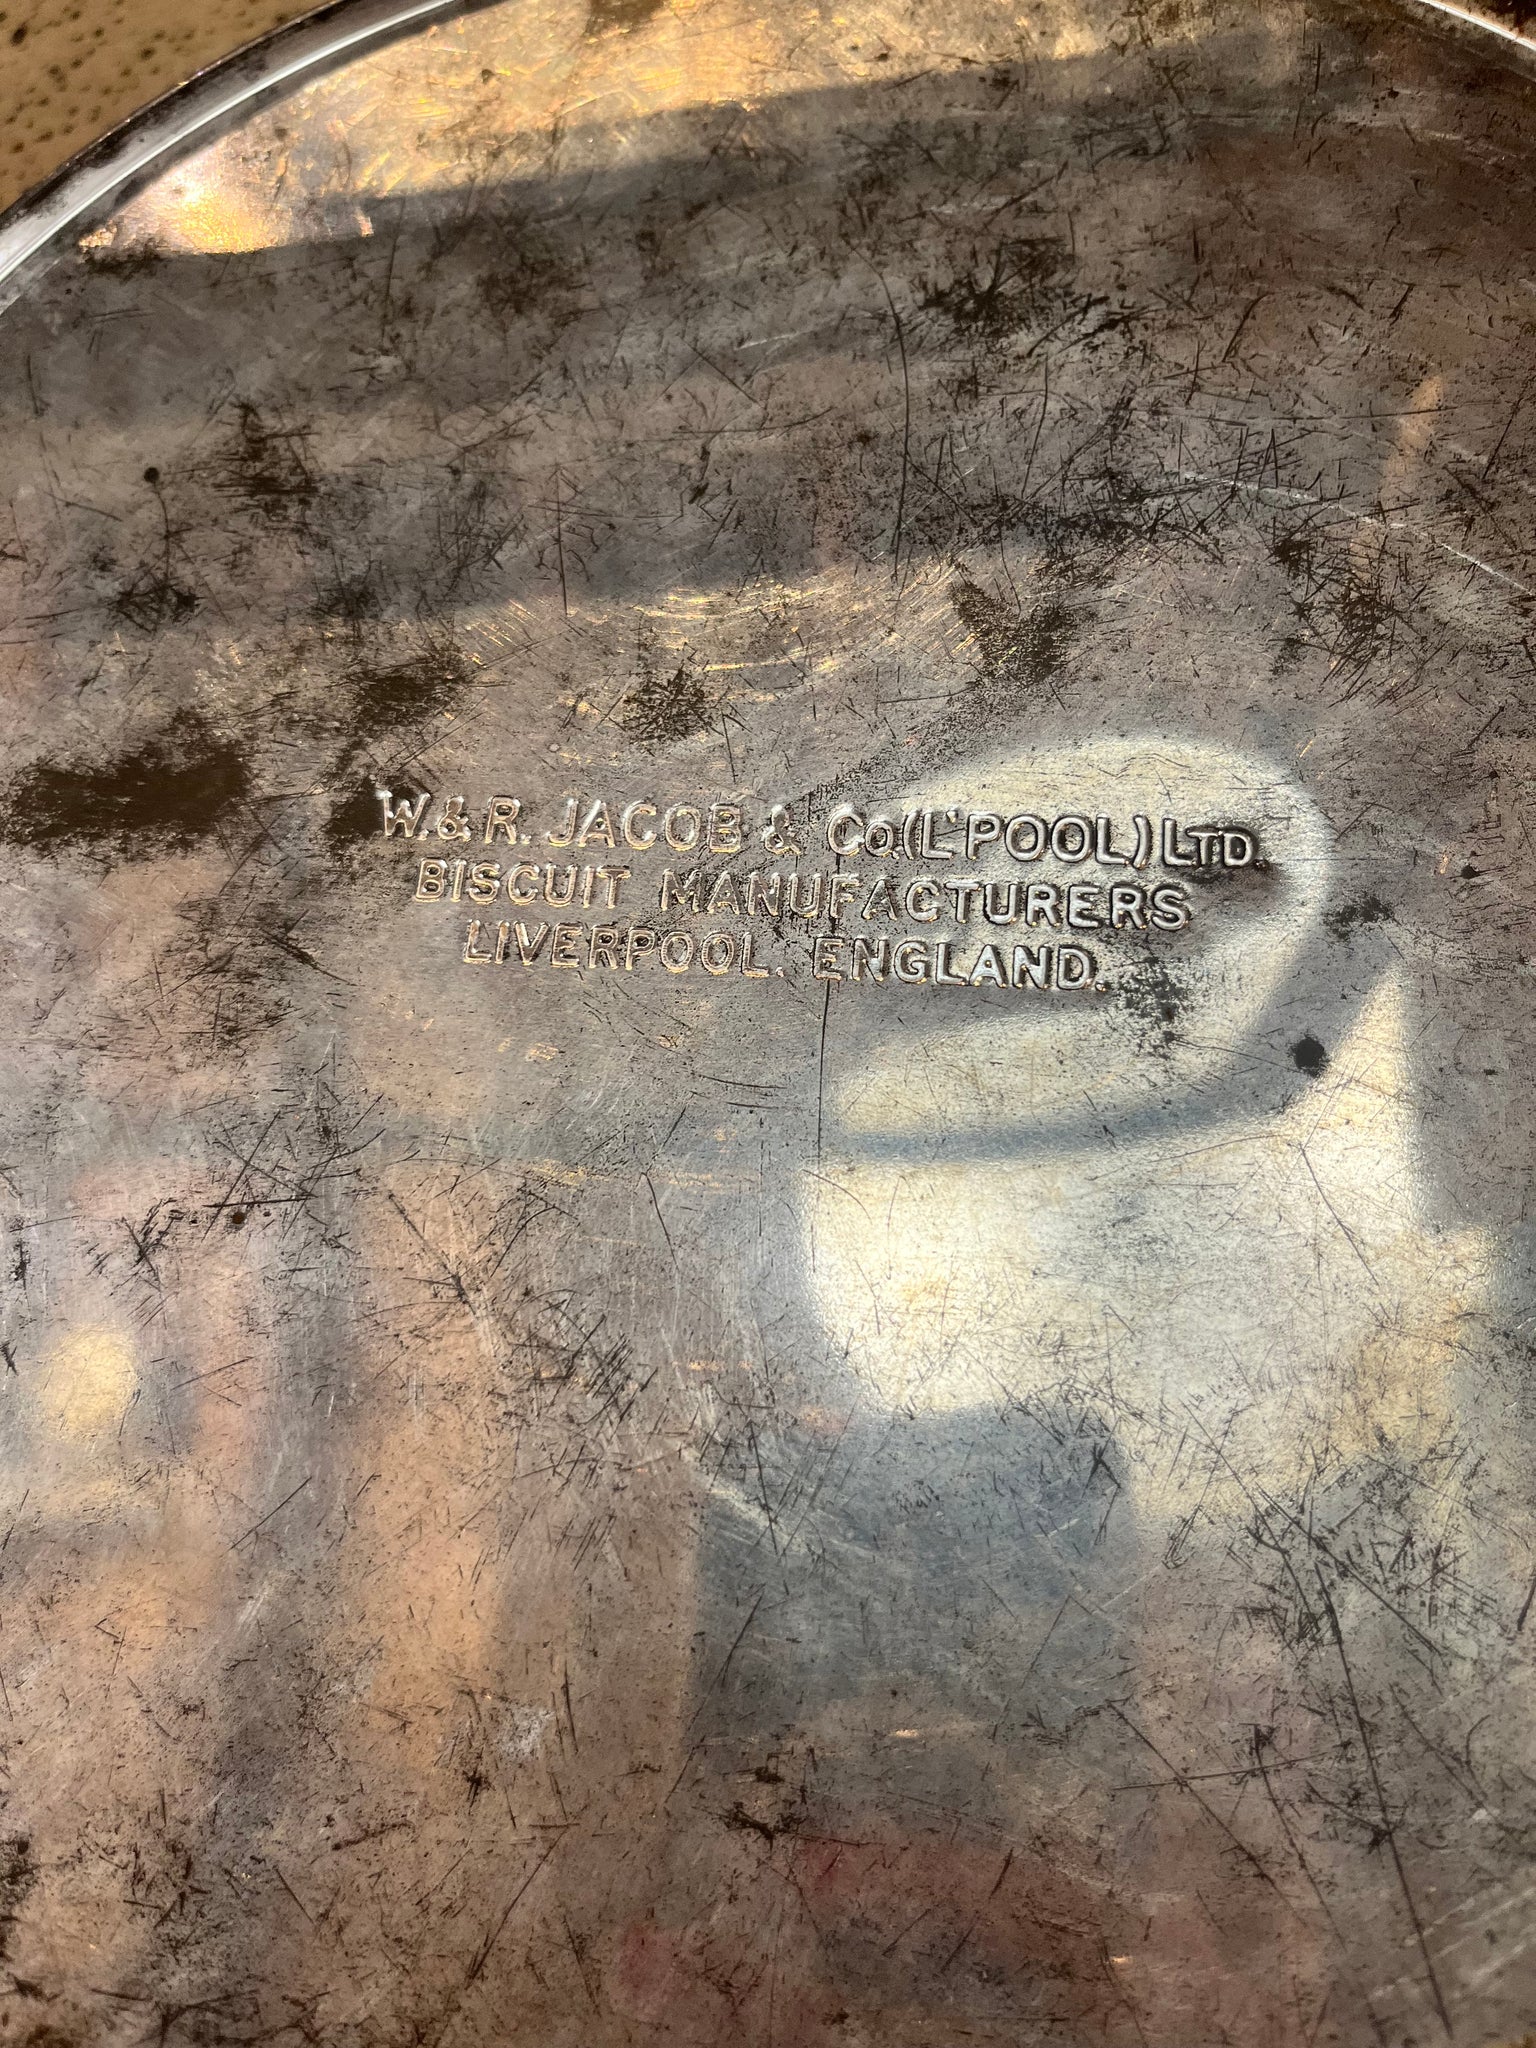 W. & R. JACOB & Co. (L'POOL) LTD.
BISCUIT MANUFACTURERS
LIVERPOOL. ENGLAND.